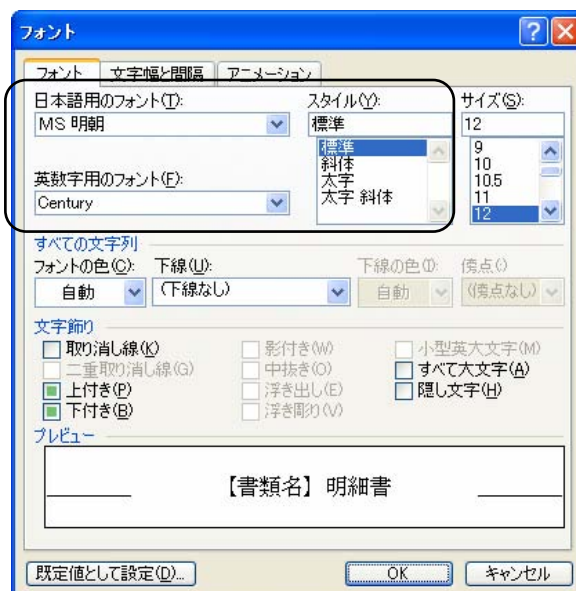 フォント
フォント 文字幅と間隔 アニメーション
日本語用のフォント(T): スタイル(Y): サイズ(S):
MS 明朝 標準 12
標準 9
斜体 10
太字 10.5
太字 斜体 11
12
英数字用のフォント(F):
Century
すべての文字列
フォントの色(C): 下線(U): 下線の色(I): 傍点(:)
自動 (下線なし) 自動 (傍点なし)
文字飾り
取り消し線(K) 影付き(W) 小型英大文字(M)
二重取り消し線(G) 中抜き(O) すべて大文字(A)
上付き(P) 浮き出し(E) 隠し文字(H)
下付き(B) 浮き彫り(V)
プレビュー
【書類名】明細書
既定値として設定(D)... OK キャンセル